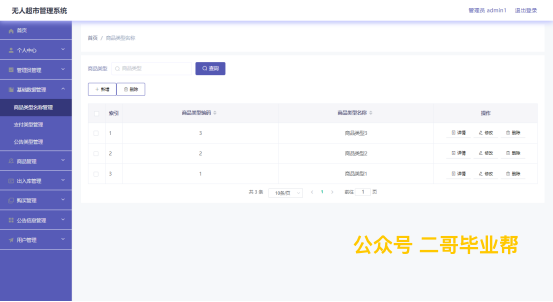 无人超市管理系统
管理员 admin1 退出登录
首页
个人中心
管理员管理
基础数据管理
商品类型名称管理
支付类型管理
公告类型管理
商品管理
出入库管理
购买管理
公告信息管理
用户管理
首页 / 商品类型名称
商品类型 商品类型 查询
+ 新增 删除
索引 商品类型编码 商品类型名称 操作
1 3 商品类型3 详情 修改 删除
2 2 商品类型2 详情 修改 删除
3 1 商品类型1 详情 修改 删除
共 3 条 10条/页 < 1 > 前往 1 页
公众号 二哥毕业帮